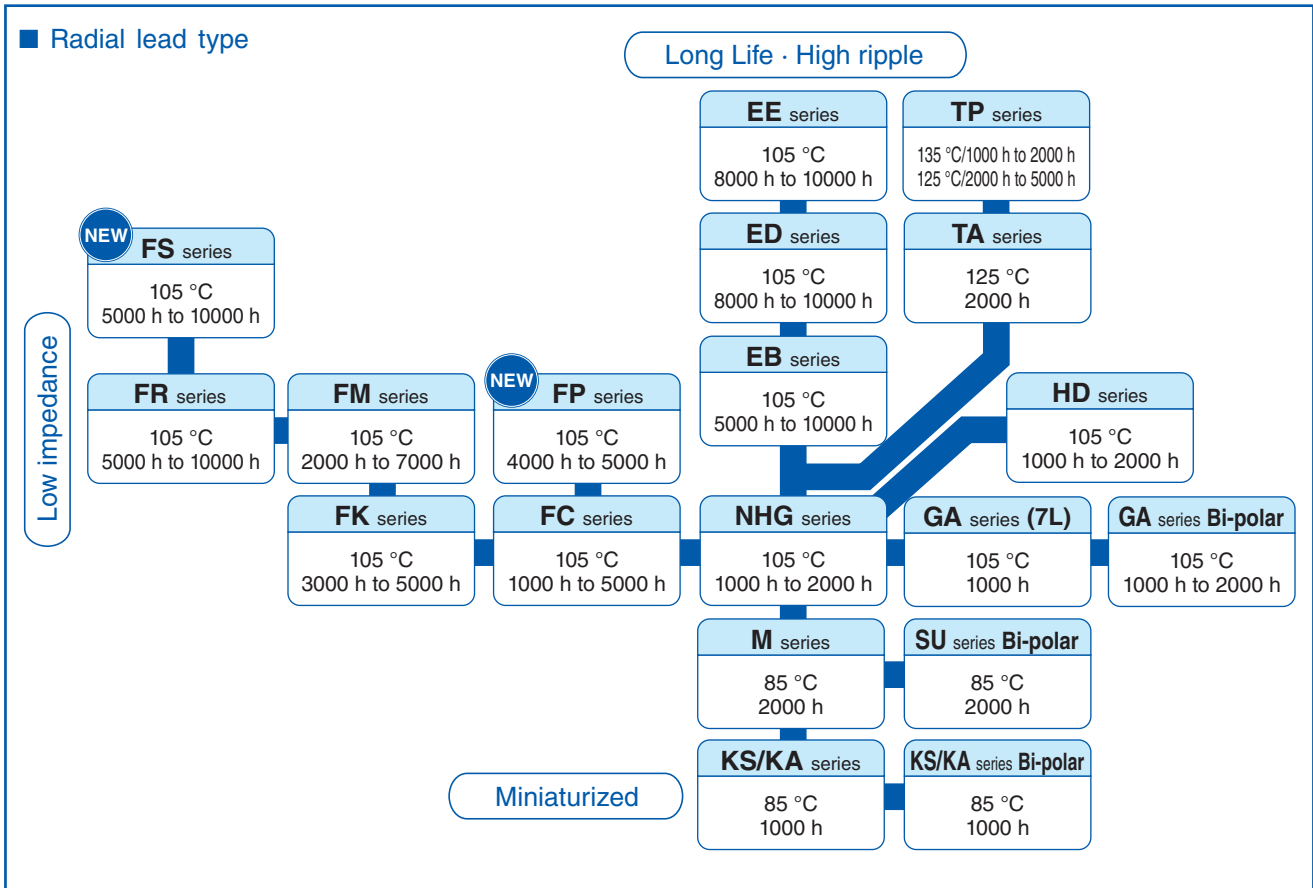 ■ Radial lead type
Long Life · High ripple
EE series
105 °C
8000 h to 10000 h
TP series
135 °C/1000 h to 2000 h
125 °C/2000 h to 5000 h
NEW
FS series
105 °C
5000 h to 10000 h
ED series
105 °C
8000 h to 10000 h
TA series
125 °C
2000 h
Low impedance
EB series
105 °C
5000 h to 10000 h
FR series
105 °C
5000 h to 10000 h
FM series
105 °C
2000 h to 7000 h
NEW
FP series
105 °C
4000 h to 5000 h
HD series
105 °C
1000 h to 2000 h
FK series
105 °C
3000 h to 5000 h
FC series
105 °C
1000 h to 5000 h
NHG series
105 °C
1000 h to 2000 h
GA series (7L)
105 °C
1000 h
GA series Bi-polar
105 °C
1000 h to 2000 h
M series
85 °C
2000 h
SU series Bi-polar
85 °C
2000 h
Miniaturized
KS/KA series
85 °C
1000 h
KS/KA series Bi-polar
85 °C
1000 h